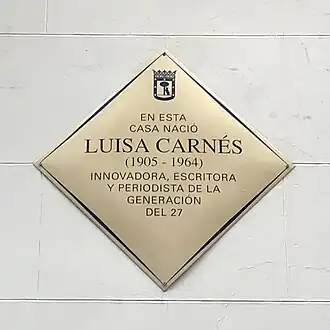 EN ESTA
CASA NACIÓ
LUISA CARNÉS
(1905 - 1964)
INNOVADORA, ESCRITORA
Y PERIODISTA DE LA
GENERACIÓN
DEL 27